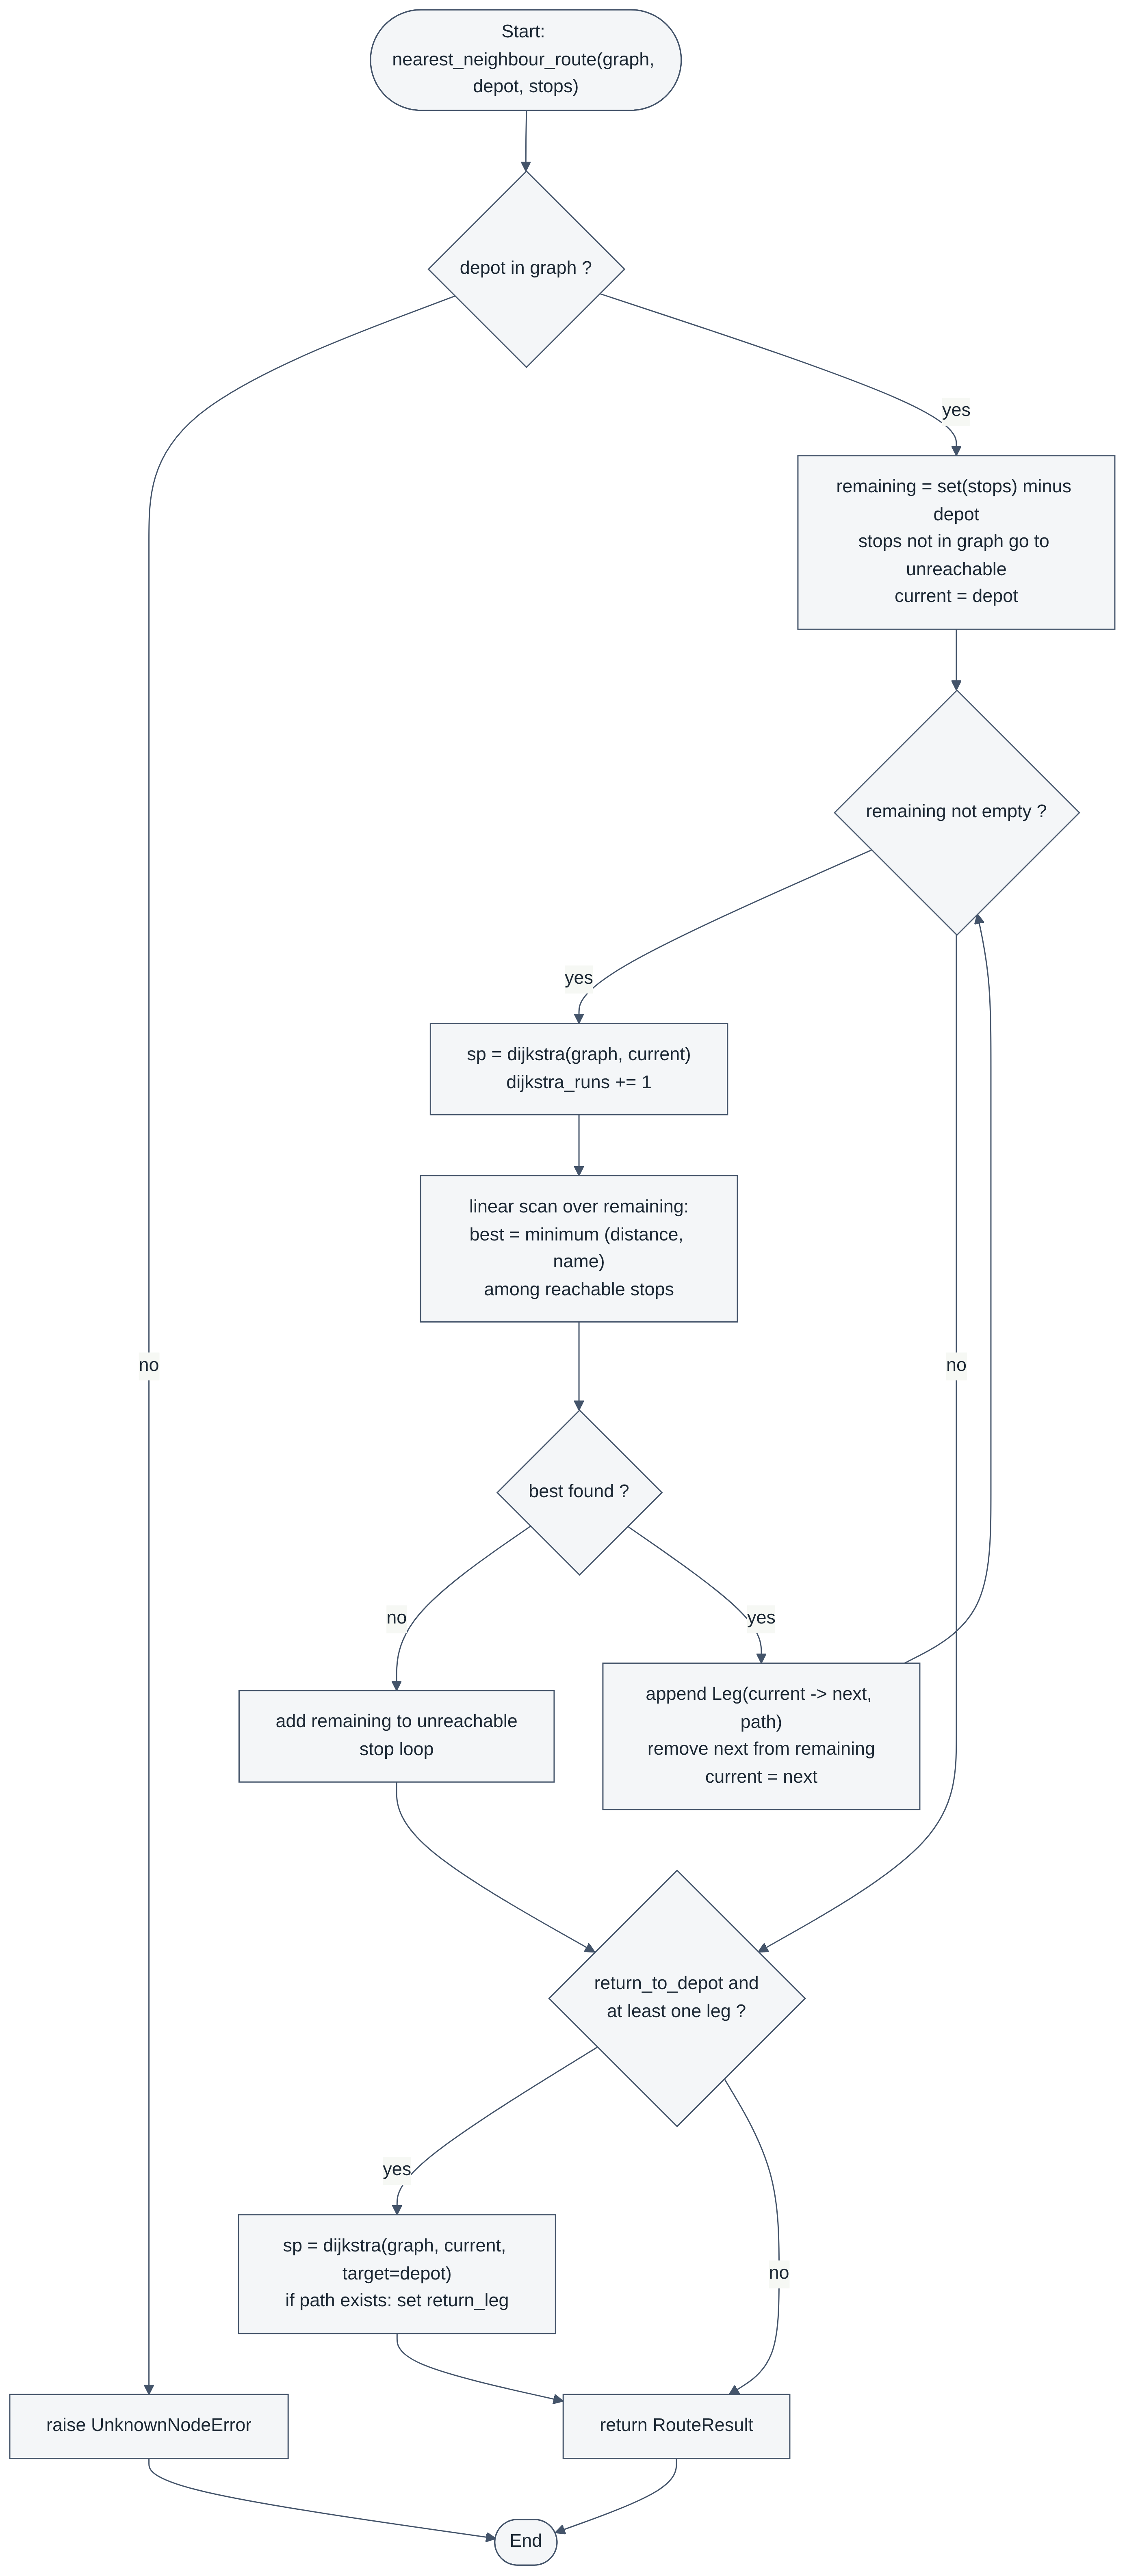 Start:
nearest_neighbour_route(graph,
depot, stops)
depot in graph ?
yes
remaining = set(stops) minus
depot
stops not in graph go to
unreachable
current = depot
remaining not empty ?
yes
sp = dijkstra(graph, current)
dijkstra_runs += 1
linear scan over remaining:
best = minimum (distance,
name)
among reachable stops
no
no
best found ?
no
yes
add remaining to unreachable
stop loop
append Leg(current -> next,
path)
remove next from remaining
current = next
return_to_depot and
at least one leg ?
yes
sp = dijkstra(graph, current,
target=depot)
if path exists: set return_leg
no
raise UnknownNodeError
return RouteResult
End